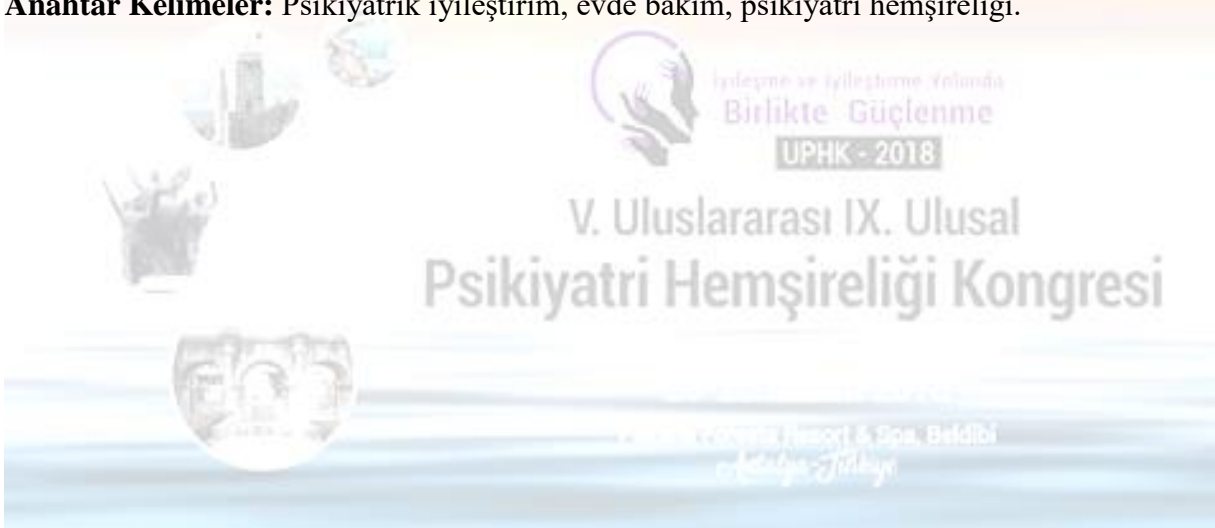 Anahtar Kelimeler: Psikiyatrik iyileştirim, evde bakım, psikiyatri hemşireliği.
İyileşme ve İyileştirme Yolunda
Birlikte Güçlenme
UPHK - 2018
V. Uluslararası IX. Ulusal
Psikiyatri Hemşireliği Kongresi
Resort & Spa, Beldibi
Antalya-Türkiye